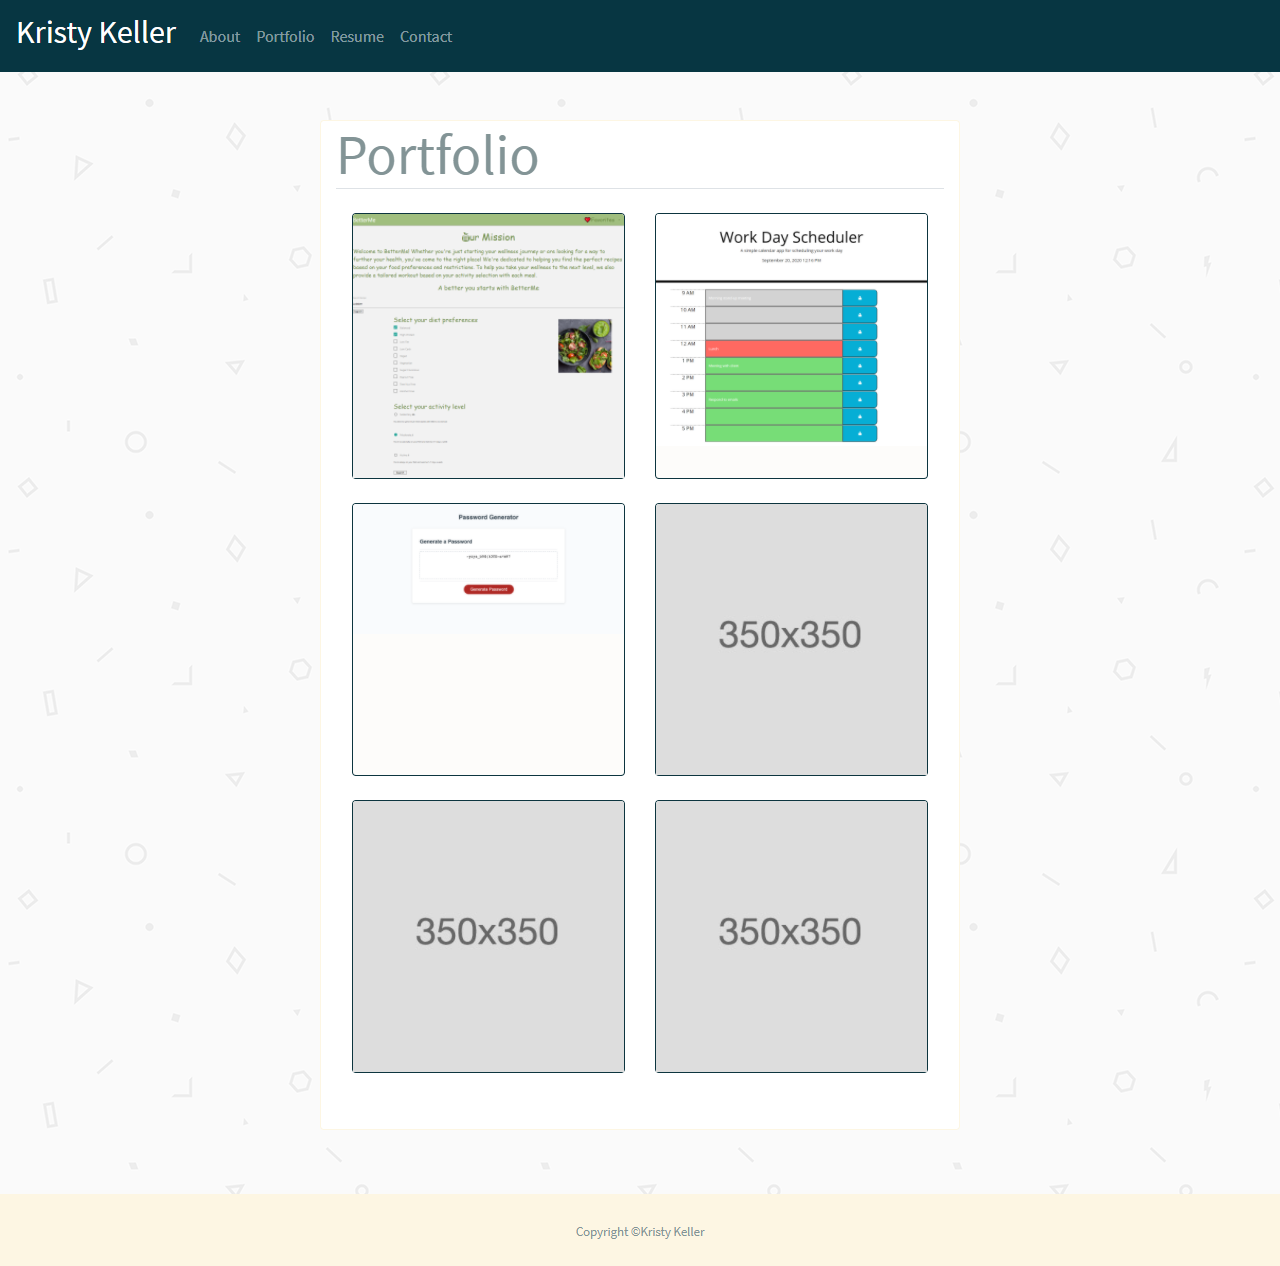 Kristy Keller
About
Portfolio
Resume
Contact
Portfolio
BetterMe
Our Mission
Welcome to BetterMe! Whether you're just starting your wellness journey or are looking for a way to
further your health, you've come to the right place! We're dedicated to helping you find the perfect recipes
based on your food preferences and restrictions. To help you take your wellness to the next level, we also
provide a tailored workout based on your activity selection with each meal.
A better you starts with BetterMe
Select your diet preferences
Select your activity level
Work Day Scheduler
A simple calendar app for scheduling your work day
September 20, 2020 12:19 PM
9 AM
10 AM
11 AM
12 AM
1 PM
2 PM
3 PM
4 PM
5 PM
Password Generator
Generate a Password
Generate Password
350x350
350x350
350x350
Copyright ©Kristy Keller